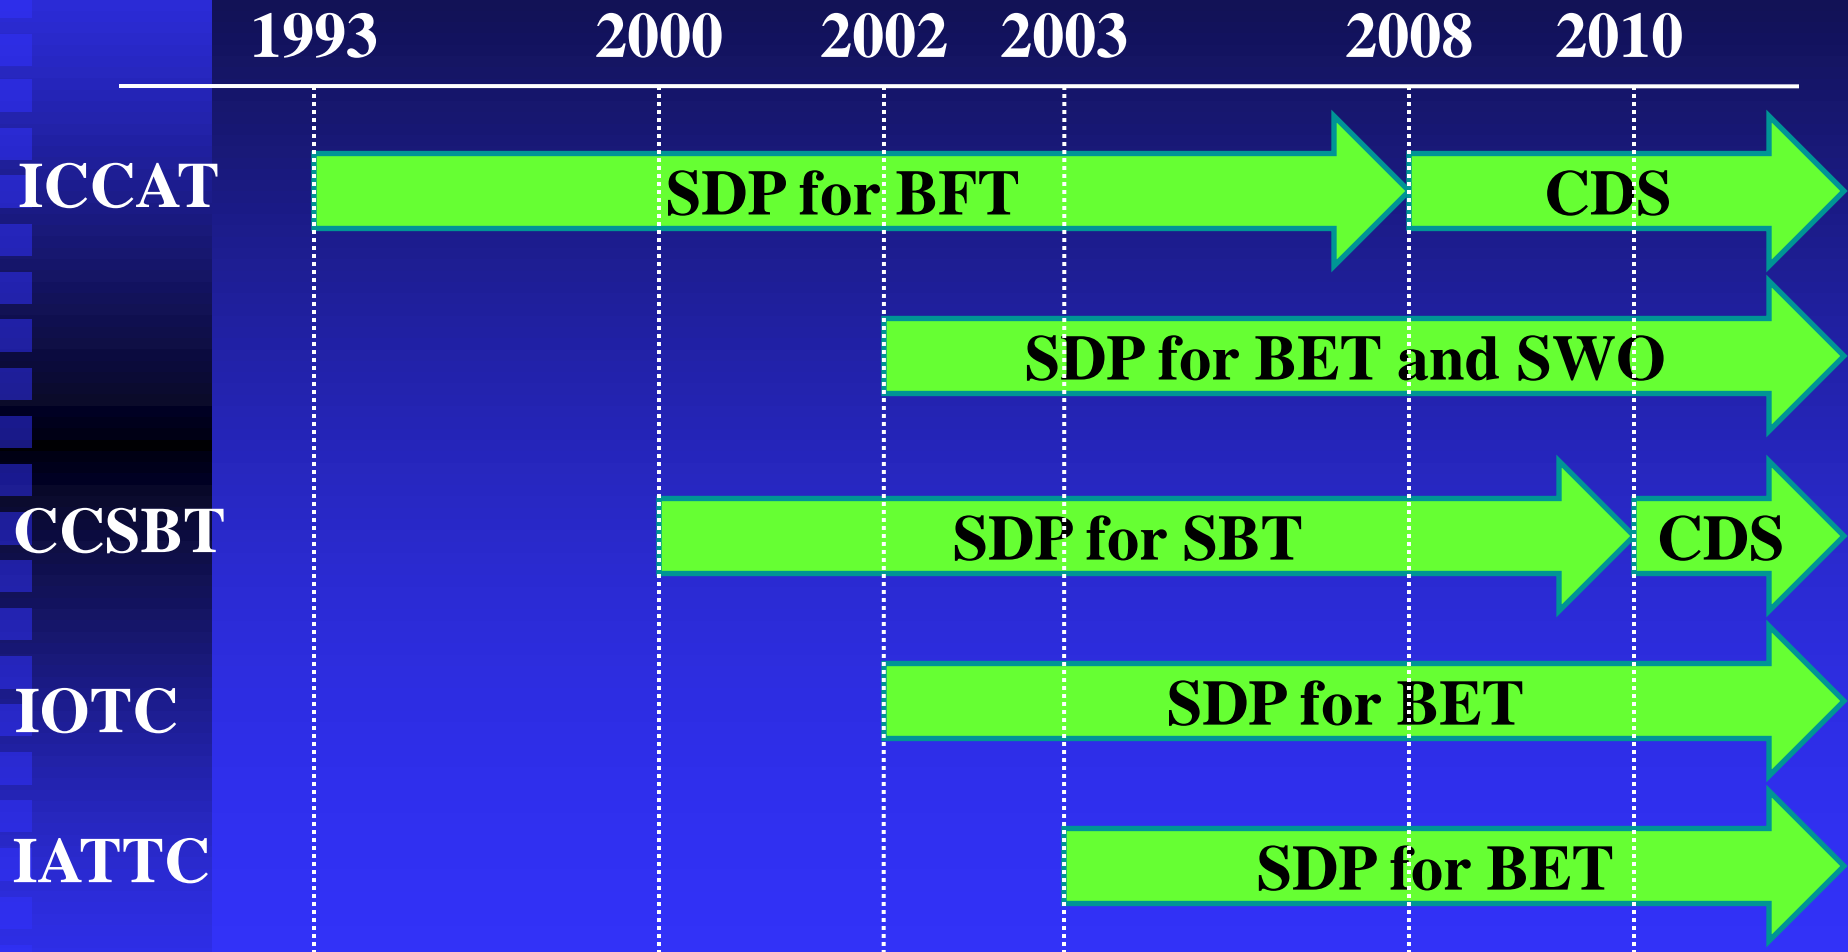 1993 2000 2002 2003 2008 2010
ICCAT SDP for BFT CDS
SDP for BET and SWO
CCSBT SDP for SBT CDS
IOTC SDP for BET
IATTC SDP for BET